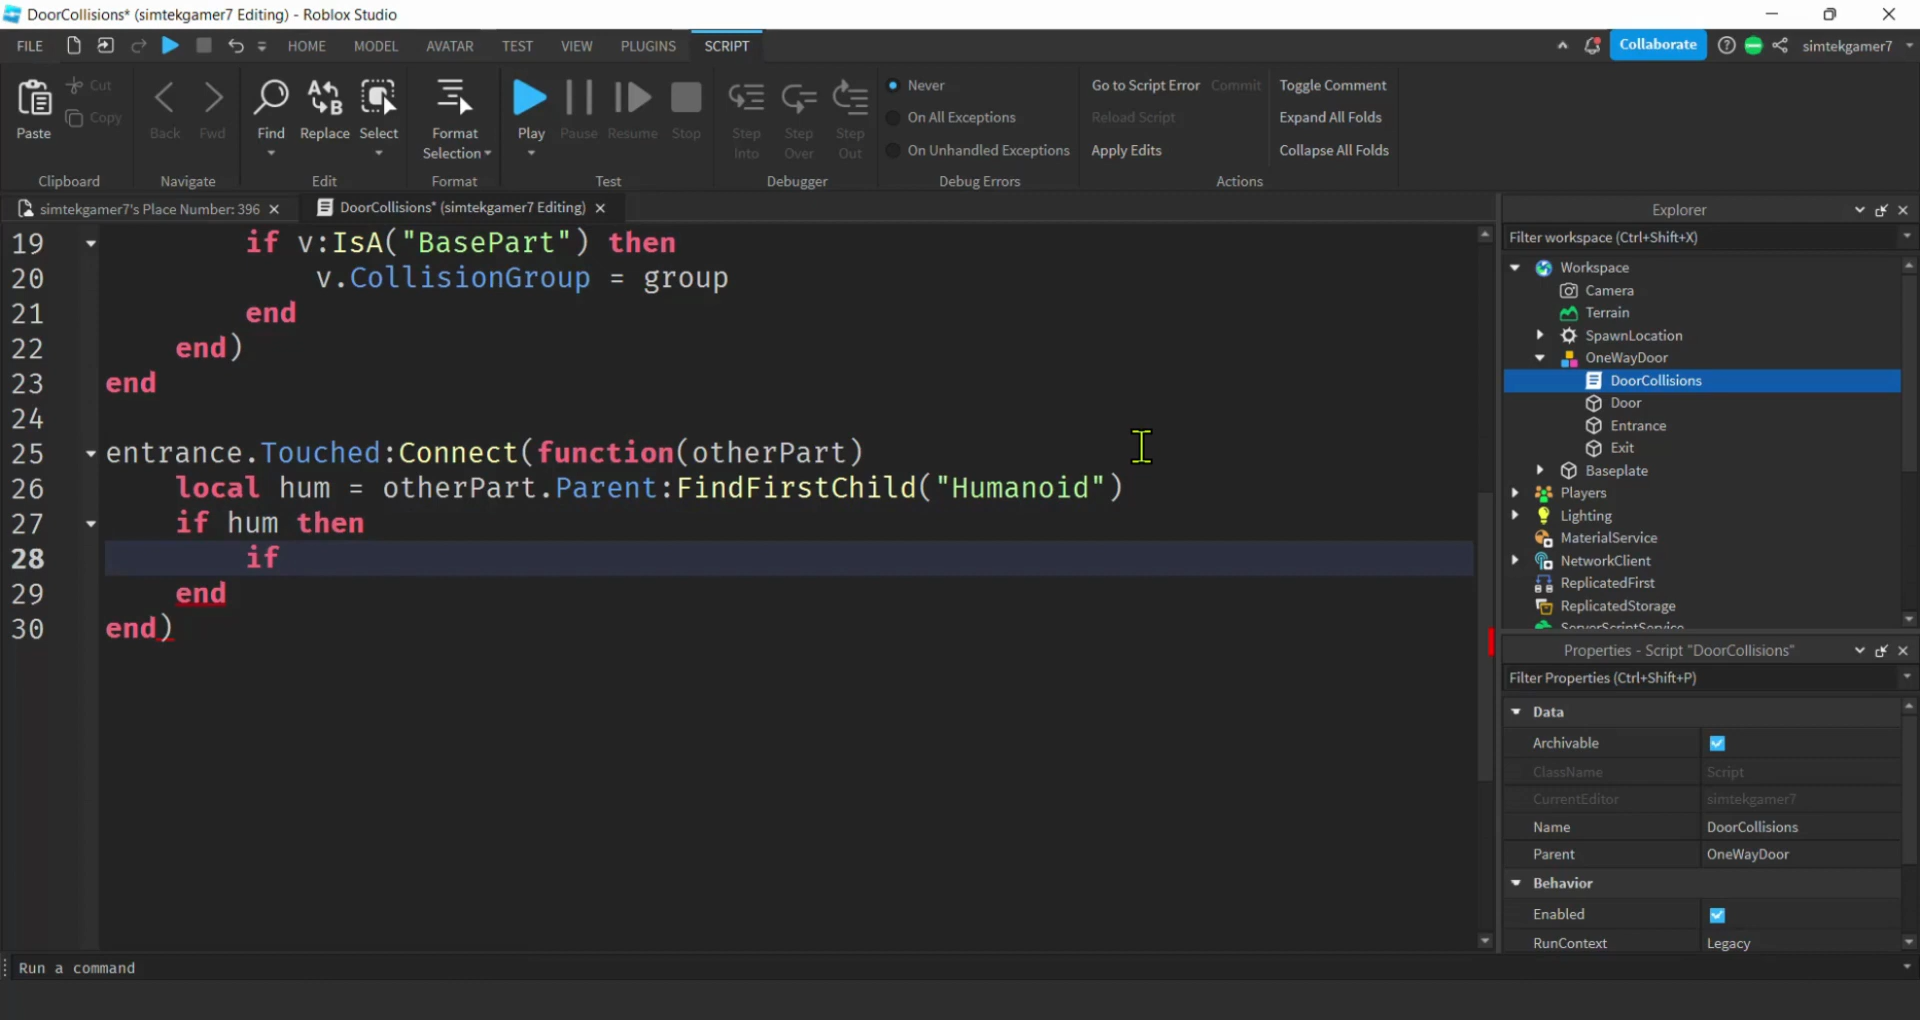 DoorCollisions* (simtekgamer7 Editing) - Roblox Studio
FILE HOME MODEL AVATAR TEST VIEW PLUGINS SCRIPT Collaborate simtekgamer7
Paste Cut Copy
Back Fwd
Find Replace Select
Format Selection
Play Pause Resume Stop
Step Into Step Over Step Out
Never
On All Exceptions
On Unhandled Exceptions
Go to Script Error Commit
Reload Script
Apply Edits
Toggle Comment
Expand All Folds
Collapse All Folds
Clipboard Navigate Edit Format Test Debugger Debug Errors Actions
simtekgamer7's Place Number: 396 DoorCollisions* (simtekgamer7 Editing)
19 if v:IsA("BasePart") then
20 v.CollisionGroup = group
21 end
22 end)
23 end
24
25 entrance.Touched:Connect(function(otherPart)
26 local hum = otherPart.Parent:FindFirstChild("Humanoid")
27 if hum then
28 if
29 end
30 end)
Explorer
Filter workspace (Ctrl+Shift+X)
Workspace
Camera
Terrain
SpawnLocation
OneWayDoor
DoorCollisions
Door
Entrance
Exit
Baseplate
Players
Lighting
MaterialService
NetworkClient
ReplicatedFirst
ReplicatedStorage
ServerScriptService
Properties - Script "DoorCollisions"
Filter Properties (Ctrl+Shift+P)
Data
Archivable
ClassName Script
CurrentEditor simtekgamer7
Name DoorCollisions
Parent OneWayDoor
Behavior
Enabled
RunContext Legacy
Run a command